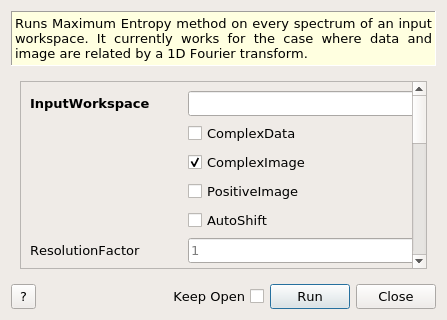 Runs Maximum Entropy method on every spectrum of an input
workspace. It currently works for the case where data and
image are related by a 1D Fourier transform.
InputWorkspace
ComplexData
ComplexImage
PositiveImage
AutoShift
ResolutionFactor 1
? Keep Open Run Close